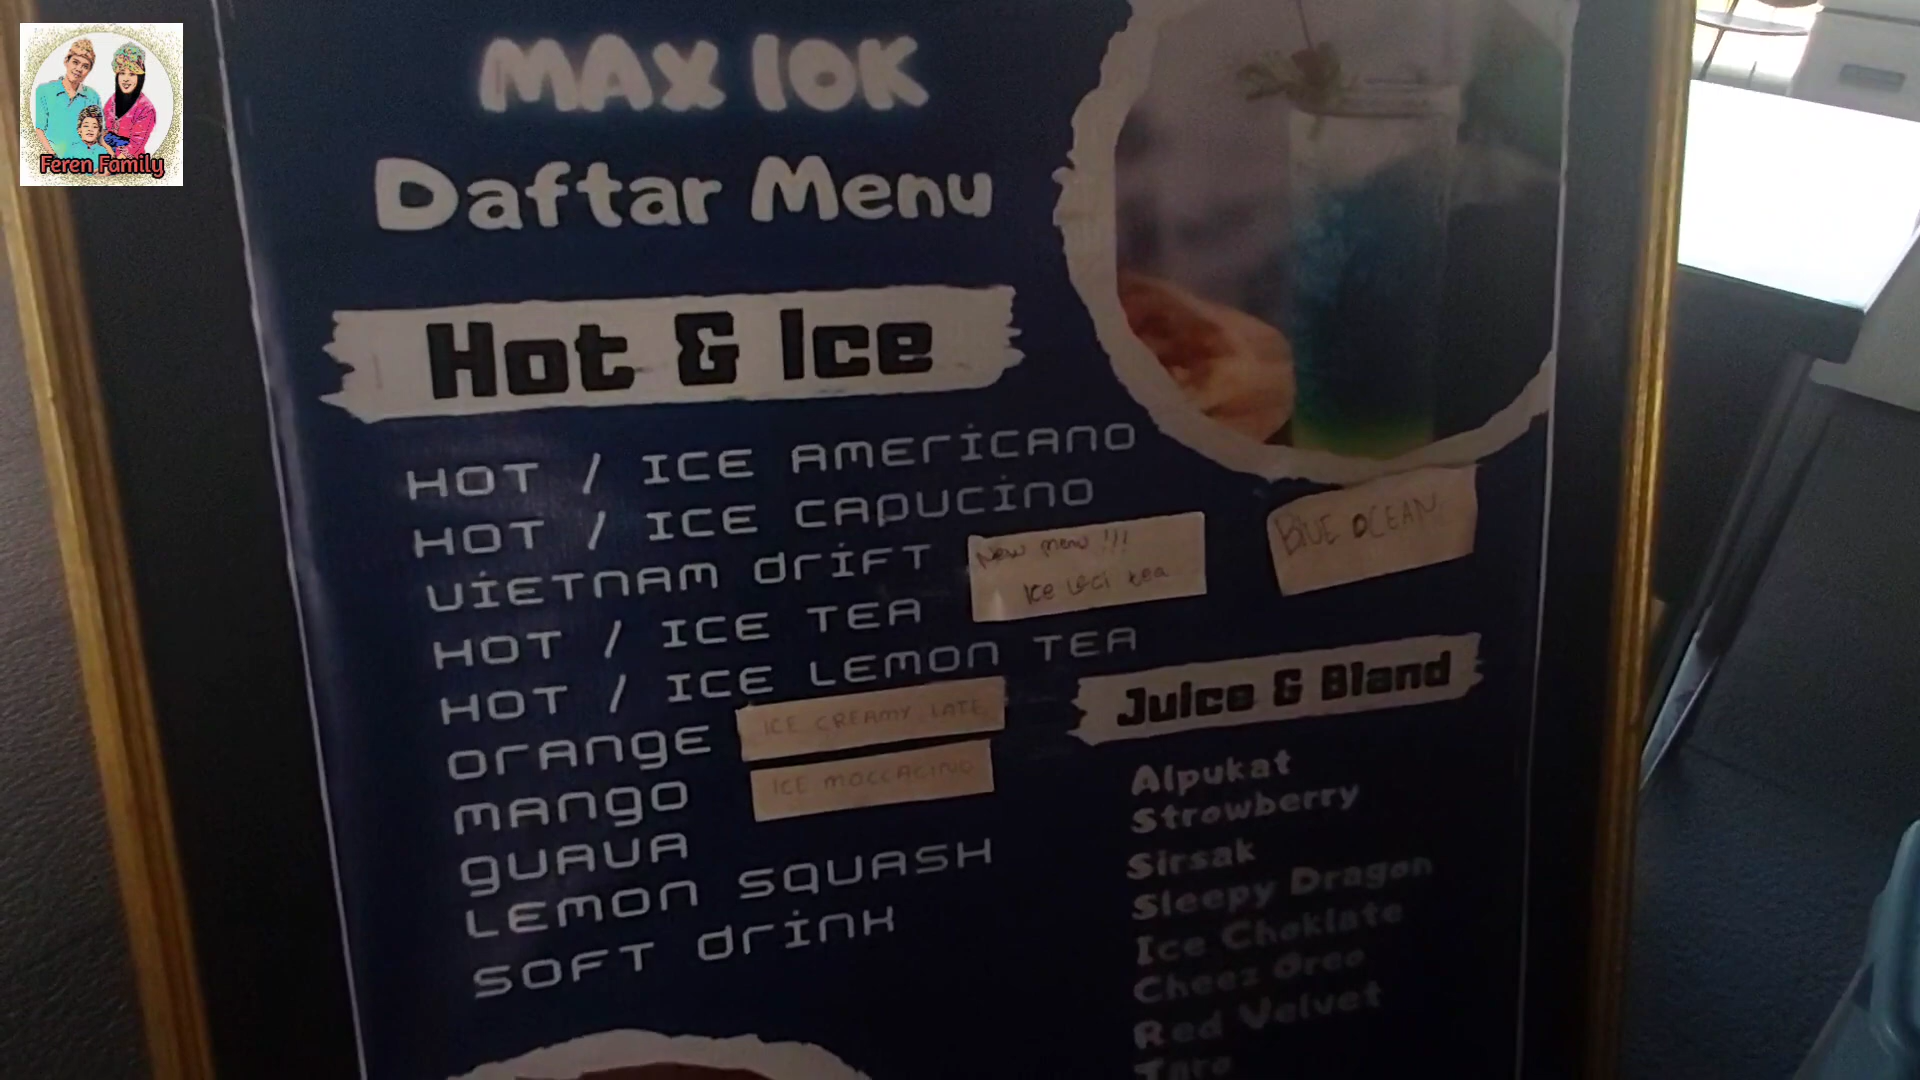 Feren Family
MAX 10K
Daftar Menu
Hot & Ice
HOT / ICE AMERICANO
HOT / ICE CAPUCINO
VIETNAM DRIFT
New menu !!!
Ice Leci tea
BLUE OCEAN
HOT / ICE TEA
HOT / ICE LEMON TEA
ORANGE
ICE CREAMY LATE
MANGO
ICE MOCCACINO
GUAVA
LEMON SQUASH
SOFT DRINK
Juice & Bland
Alpukat
Strowberry
Sirsak
Sleepy Dragon
Ice Choklate
Cheez Oreo
Red Velvet
Taro